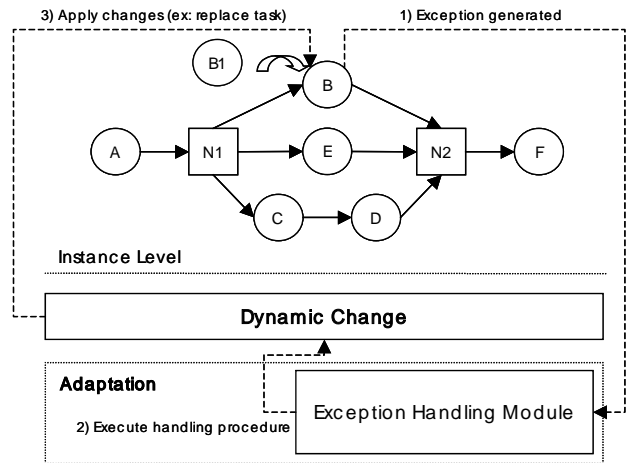 3) Apply changes (ex: replace task)
1) Exception generated
B1
B
A
N1
E
N2
F
C
D
Instance Level
Dynamic Change
Adaptation
Exception Handling Module
2) Execute handling procedure